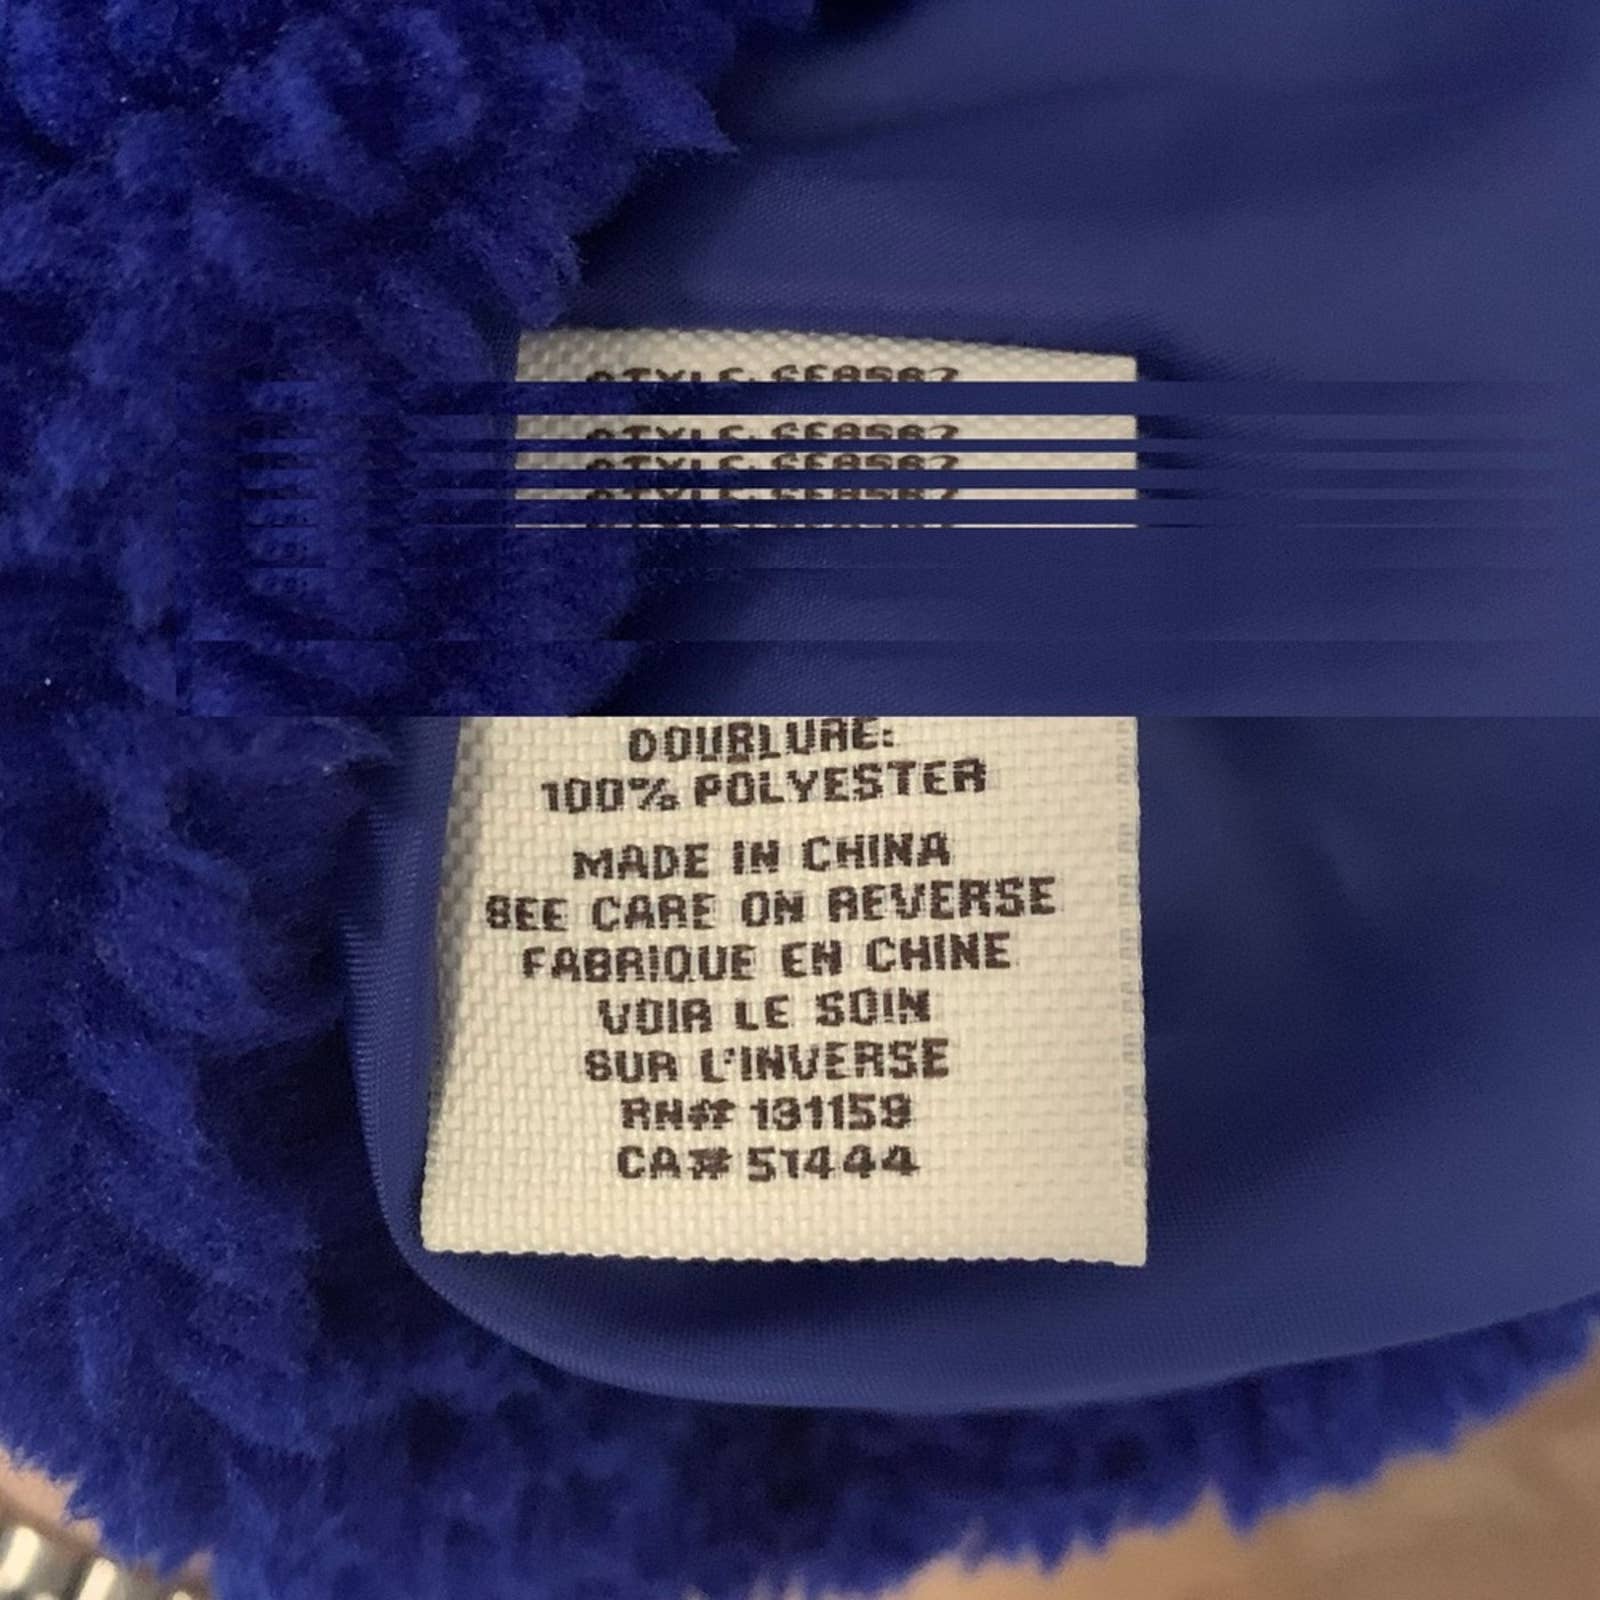 DOUBLURE:
100% POLYESTER
MADE IN CHINA
SEE CARE ON REVERSE
FABRIQUE EN CHINE
VOIR LE SOIN
SUR L'INVERSE
RN# 131159
CA# 51444